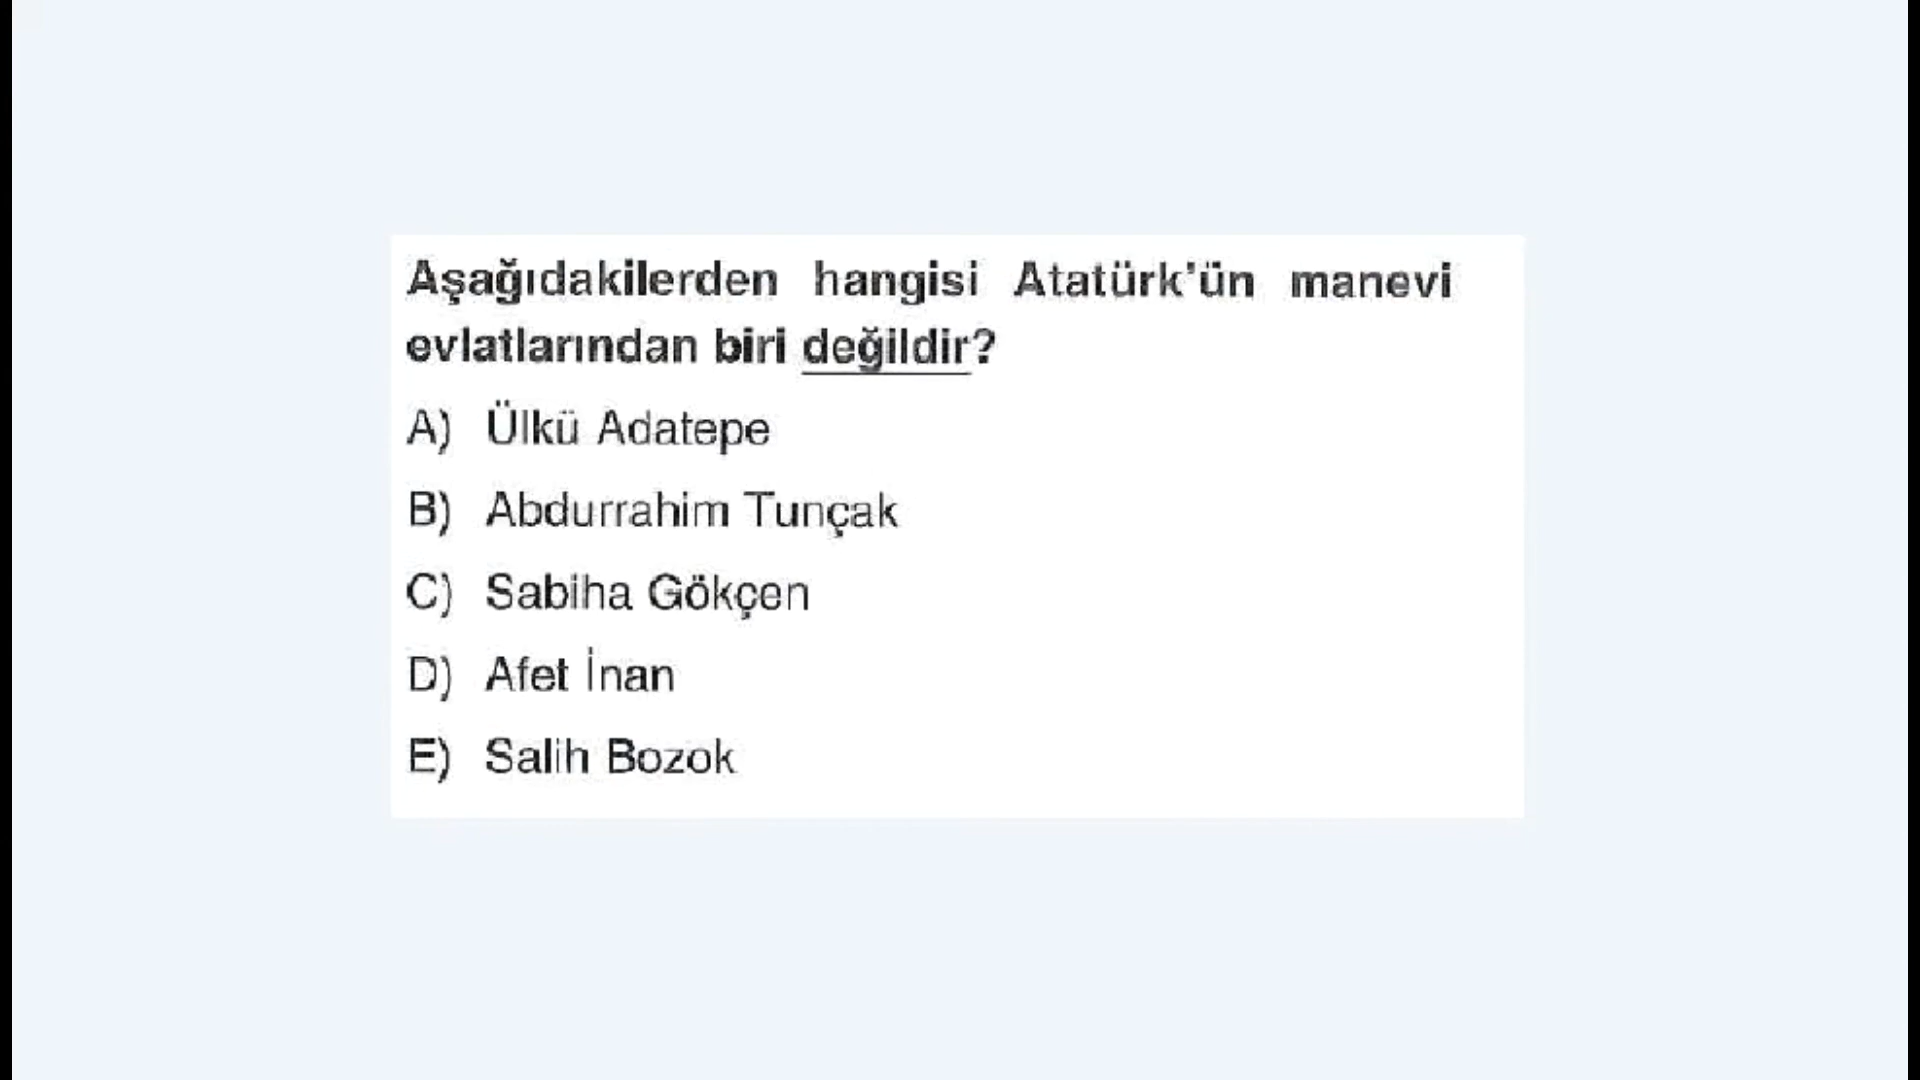 Aşağıdakilerden hangisi Atatürk'ün manevi
evlatlarından biri değildir?
A) Ülkü Adatepe
B) Abdurrahim Tunçak
C) Sabiha Gökçen
D) Afet İnan
E) Salih Bozok